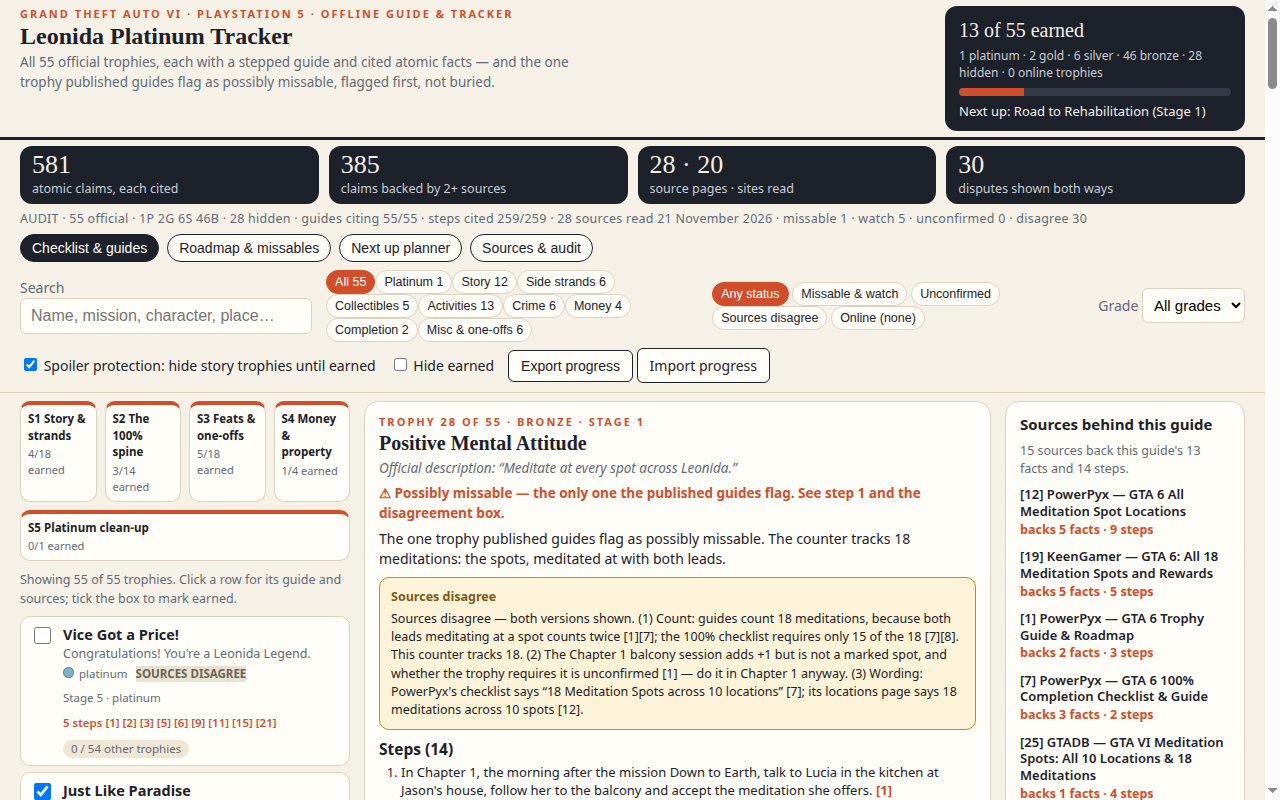 GRAND THEFT AUTO VI · PLAYSTATION 5 · OFFLINE GUIDE & TRACKER
Leonida Platinum Tracker
All 55 official trophies, each with a stepped guide and cited atomic facts — and the one
trophy published guides flag as possibly missable, flagged first, not buried.
13 of 55 earned
1 platinum · 2 gold · 6 silver · 46 bronze · 28
hidden · 0 online trophies
Next up: Road to Rehabilitation (Stage 1)
581
atomic claims, each cited
385
claims backed by 2+ sources
28 · 20
source pages · sites read
30
disputes shown both ways
AUDIT · 55 official · 1P 2G 6S 46B · 28 hidden · guides citing 55/55 · steps cited 259/259 · 28 sources read 21 November 2026 · missable 1 · watch 5 · unconfirmed 0 · disagree 30
Checklist & guides
Roadmap & missables
Next up planner
Sources & audit
Search
Name, mission, character, place…
All 55
Platinum 1
Story 12
Side strands 6
Collectibles 5
Activities 13
Crime 6
Money 4
Completion 2
Misc & one-offs 6
Any status
Missable & watch
Unconfirmed
Sources disagree
Online (none)
Grade
All grades
Spoiler protection: hide story trophies until earned
Hide earned
Export progress
Import progress
S1 Story &
strands
4/18
earned
S2 The
100%
spine
3/14
earned
S3 Feats &
one-offs
5/18
earned
S4 Money
&
property
1/4 earned
S5 Platinum clean-up
0/1 earned
Showing 55 of 55 trophies. Click a row for its guide and
sources; tick the box to mark earned.
Vice Got a Price!
Congratulations! You're a Leonida Legend.
platinum SOURCES DISAGREE
Stage 5 · platinum
5 steps [1] [2] [3] [5] [6] [9] [11] [15] [21]
0 / 54 other trophies
Just Like Paradise
TROPHY 28 OF 55 · BRONZE · STAGE 1
Positive Mental Attitude
Official description: “Meditate at every spot across Leonida.”
⚠ Possibly missable — the only one the published guides flag. See step 1 and the
disagreement box.
The one trophy published guides flag as possibly missable. The counter tracks 18
meditations: the spots, meditated at with both leads.
Sources disagree
Sources disagree — both versions shown. (1) Count: guides count 18 meditations, because both
leads meditating at a spot counts twice [1][7]; the 100% checklist requires only 15 of the 18 [7][8].
This counter tracks 18. (2) The Chapter 1 balcony session adds +1 but is not a marked spot, and
whether the trophy requires it is unconfirmed [1] — do it in Chapter 1 anyway. (3) Wording:
PowerPyx's checklist says “18 Meditation Spots across 10 locations” [7]; its locations page says 18
meditations across 10 spots [12].
Steps (14)
1. In Chapter 1, the morning after the mission Down to Earth, talk to Lucia in the kitchen at
Jason's house, follow her to the balcony and accept the meditation she offers. [1]
Sources behind this guide
15 sources back this guide's 13
facts and 14 steps.
[12] PowerPyx — GTA 6 All
Meditation Spot Locations
backs 5 facts · 9 steps
[19] KeenGamer — GTA 6: All 18
Meditation Spots and Rewards
backs 5 facts · 5 steps
[1] PowerPyx — GTA 6 Trophy
Guide & Roadmap
backs 2 facts · 3 steps
[7] PowerPyx — GTA 6 100%
Completion Checklist & Guide
backs 3 facts · 2 steps
[25] GTADB — GTA VI Meditation
Spots: All 10 Locations & 18
Meditations
backs 1 facts · 4 steps